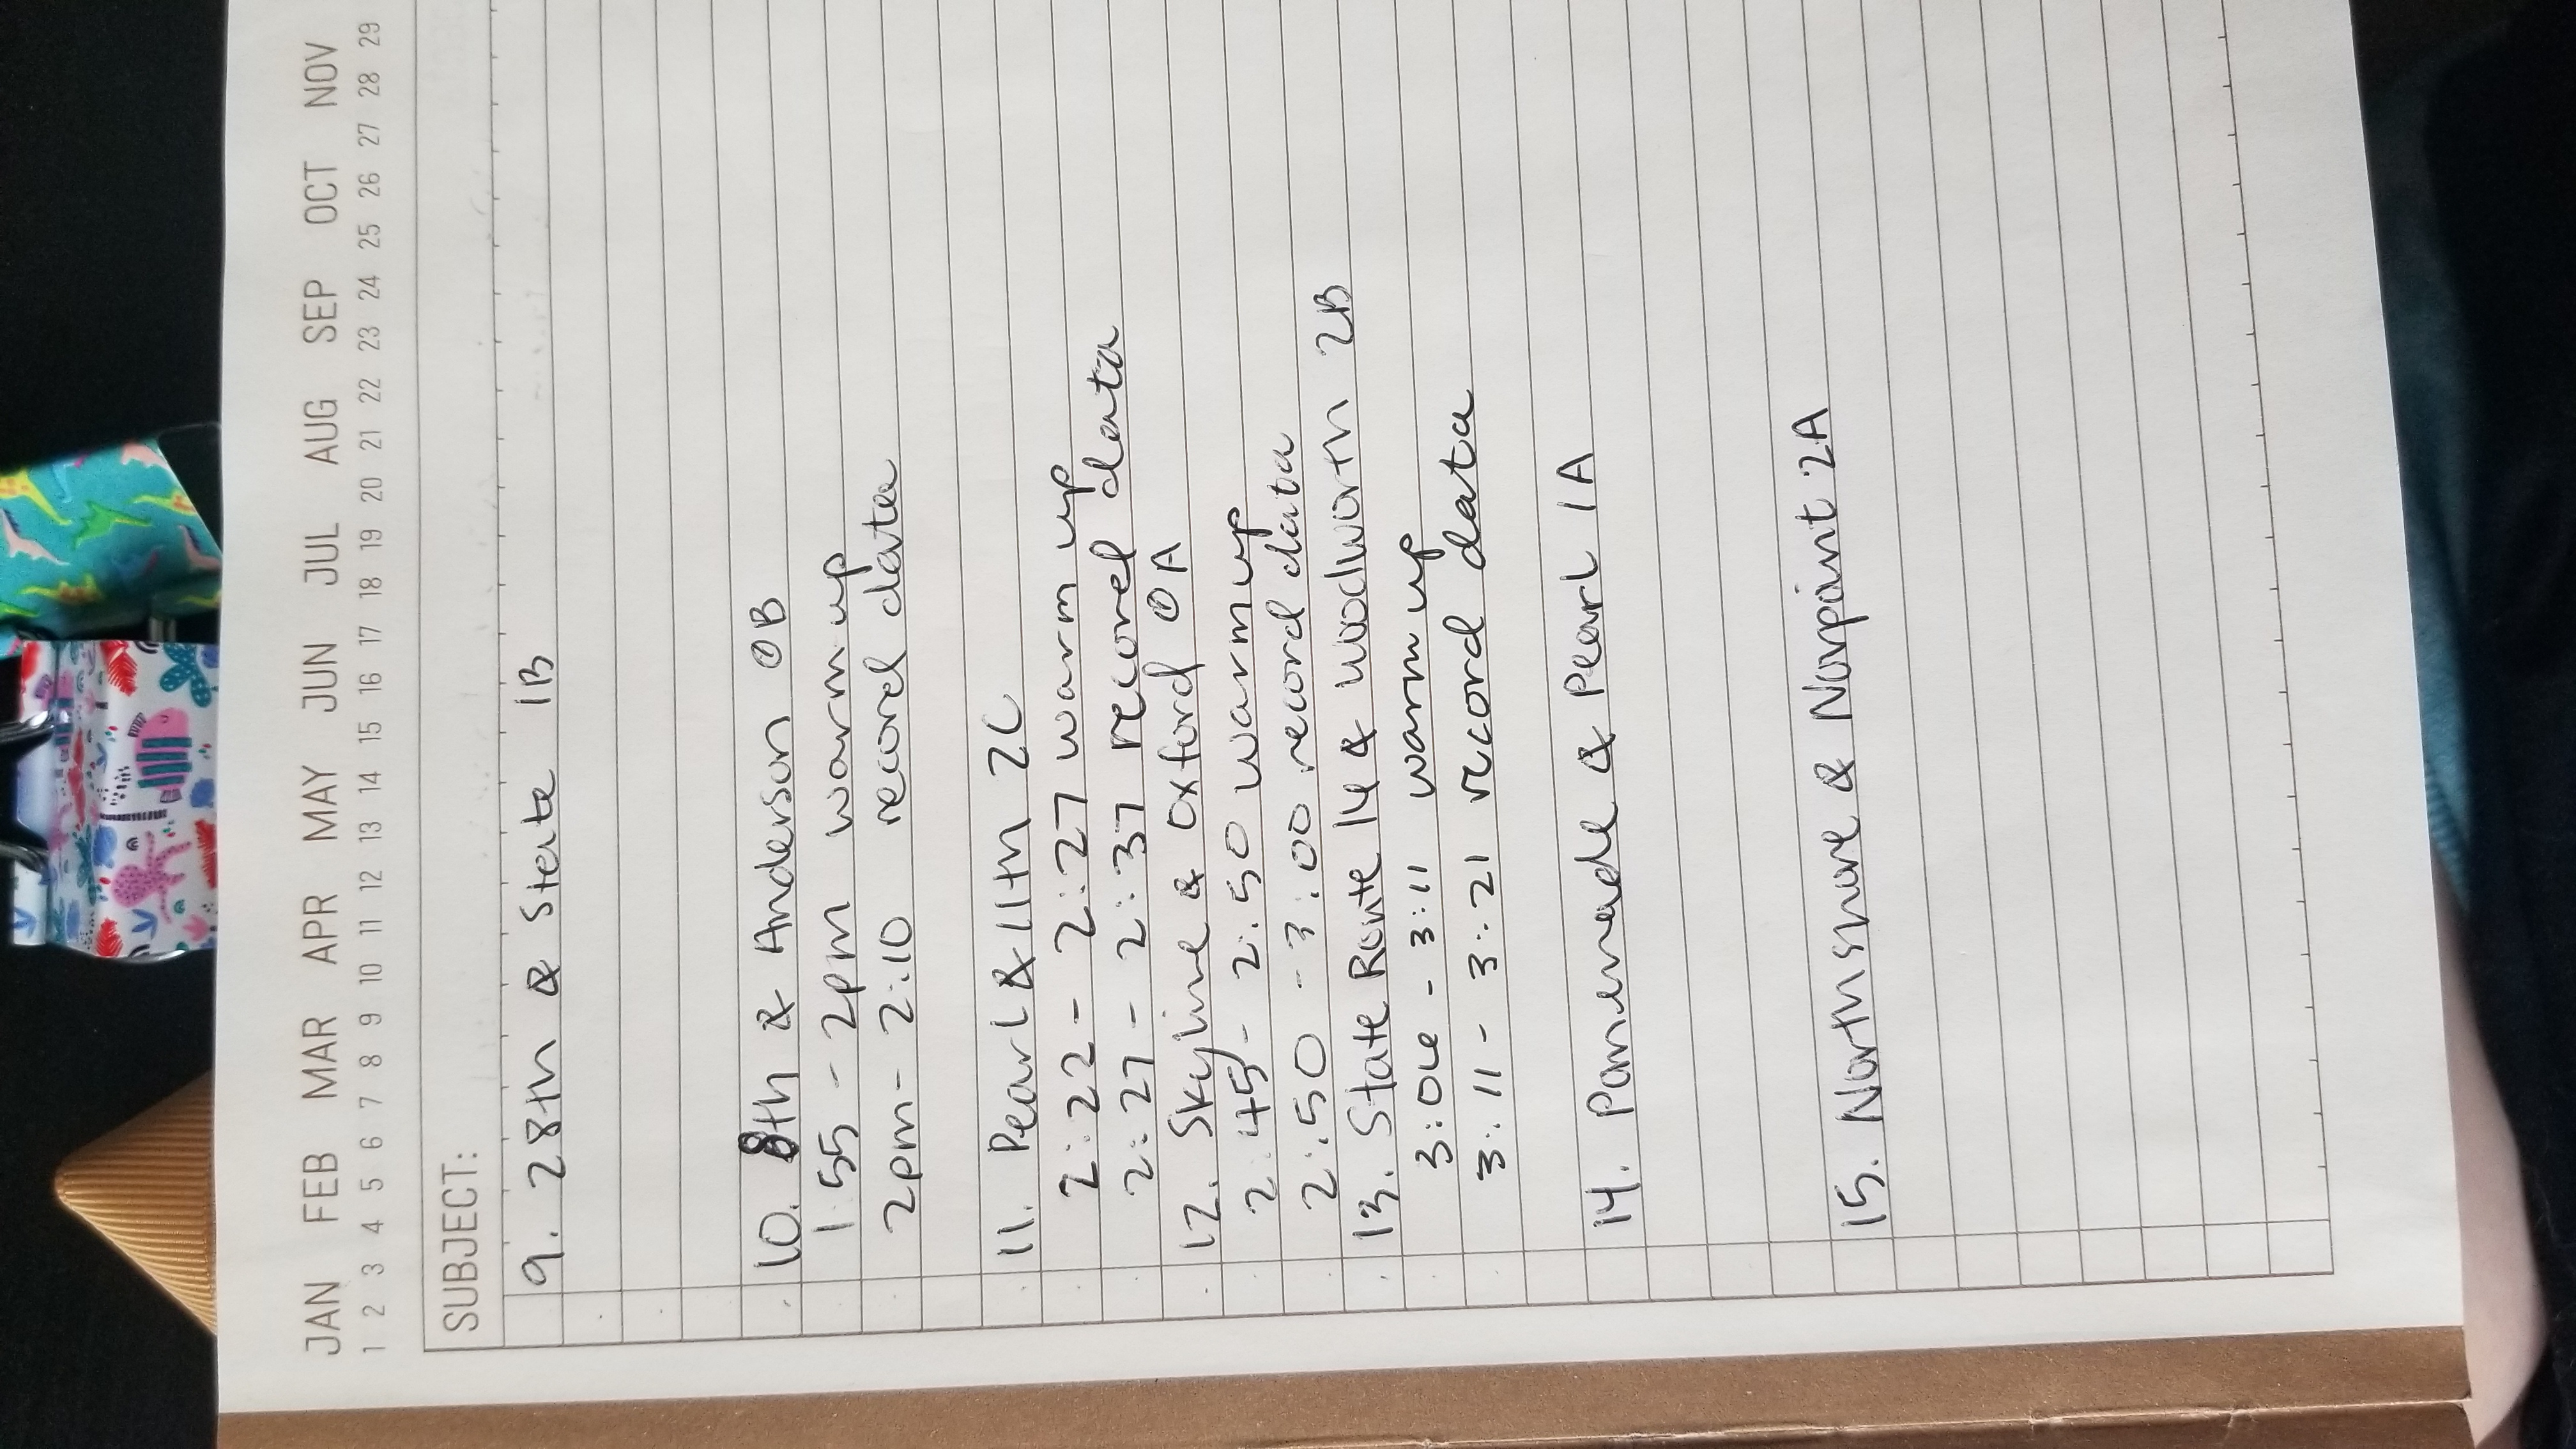 JAN FEB MAR APR MAY JUN JUL AUG SEP OCT NOV
1 2 3 4 5 6 7 8 9 10 11 12 13 14 15 16 17 18 19 20 21 22 23 24 25 26 27 28 29
SUBJECT:
9. 28th & State 1B
10. 8th & Anderson 0B
1:55 - 2pm warm up
2pm - 2:10 record data
11. Pearl & 11th 2C
2:22 - 2:27 warm up
2:27 - 2:37 record data
12. Skyline & Oxford 0A
2:45 - 2:50 warm up
2:50 - 3:00 record data
13. State Route 14 & Woodworth 2B
3:06 - 3:11 warm up
3:11 - 3:21 record data
14. Pomenade & Pearl 1A
15. Northshore & Norpoint 2A